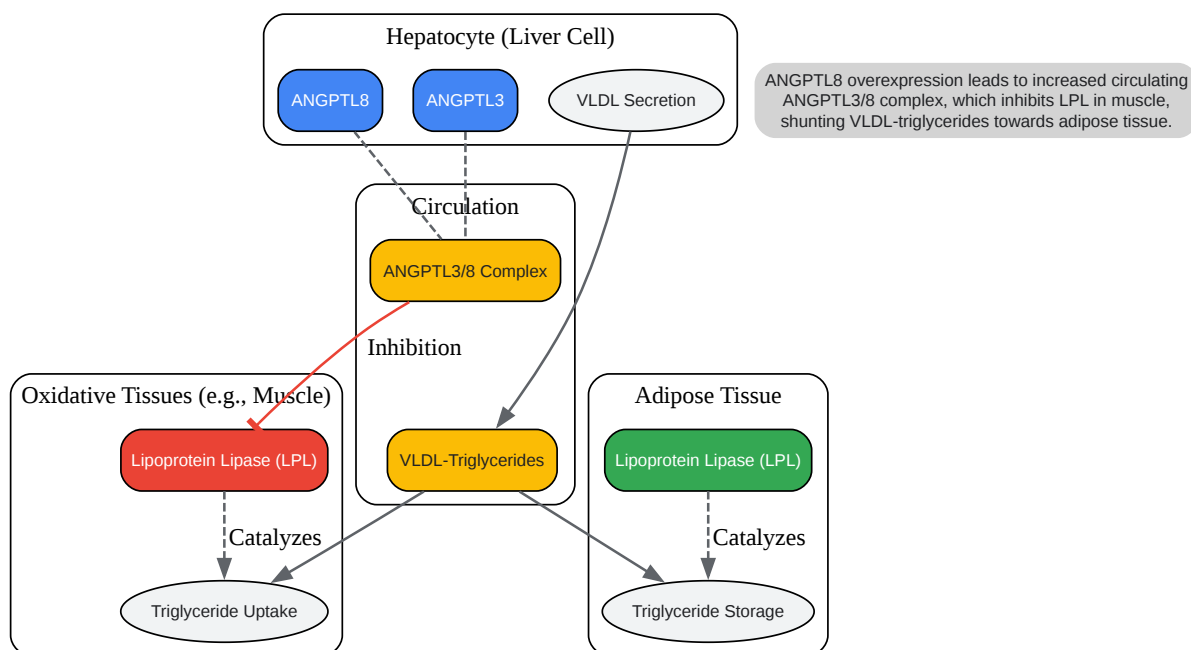 Hepatocyte (Liver Cell)
ANGPTL8
ANGPTL3
VLDL Secretion
ANGPTL8 overexpression leads to increased circulating
ANGPTL3/8 complex, which inhibits LPL in muscle,
shunting VLDL-triglycerides towards adipose tissue.
Circulation
ANGPTL3/8 Complex
Inhibition
Oxidative Tissues (e.g., Muscle)
Adipose Tissue
Lipoprotein Lipase (LPL)
VLDL-Triglycerides
Lipoprotein Lipase (LPL)
Catalyzes
Catalyzes
Triglyceride Uptake
Triglyceride Storage